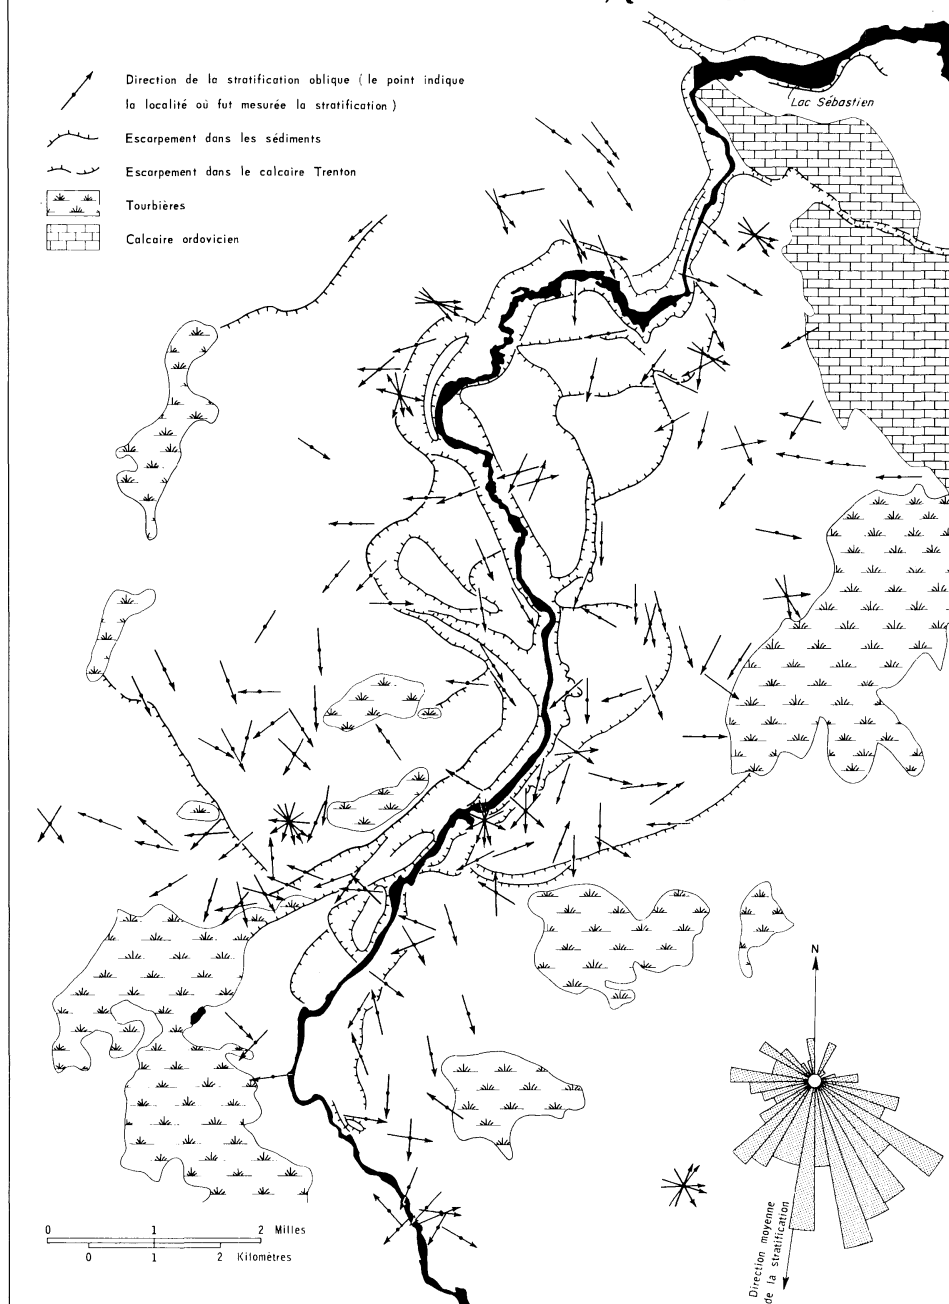 Direction de la stratification oblique ( le point indique
la localité où fut mesurée la stratification )
Escarpement dans les sédiments
Escarpement dans le calcaire Trenton
Tourbières
Calcaire ordovicien
Lac Sébastien
N
Direction moyenne
de la stratification
0 1 2 Milles
0 1 2 Kilomètres